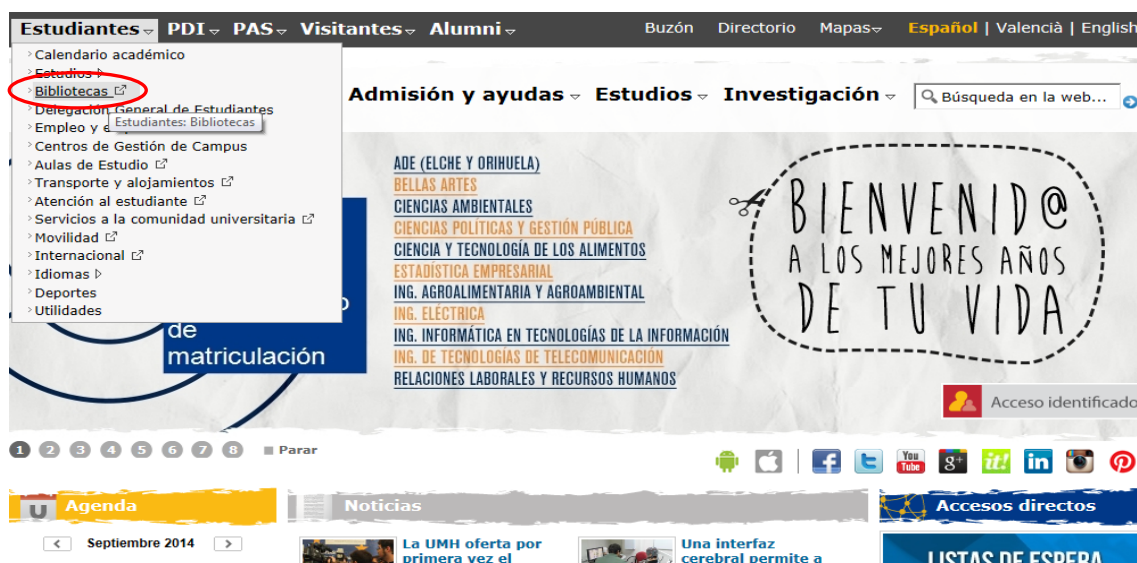 Estudiantes PDI PAS Visitantes Alumni Buzón Directorio Mapas Español | Valencià | English
Calendario académico
Estudios
Bibliotecas
Delegación General de Estudiantes
Estudiantes: Bibliotecas
Empleo y e
Centros de Gestión de Campus
Aulas de Estudio
Transporte y alojamientos
Atención al estudiante
Servicios a la comunidad universitaria
Movilidad
Internacional
Idiomas
Deportes
Utilidades
Admisión y ayudas Estudios Investigación Búsqueda en la web...
de
matriculación
ADE (ELCHE Y ORIHUELA)
BELLAS ARTES
CIENCIAS AMBIENTALES
CIENCIAS POLÍTICAS Y GESTIÓN PÚBLICA
CIENCIA Y TECNOLOGÍA DE LOS ALIMENTOS
ESTADÍSTICA EMPRESARIAL
ING. AGROALIMENTARIA Y AGROAMBIENTAL
ING. ELÉCTRICA
ING. INFORMÁTICA EN TECNOLOGÍAS DE LA INFORMACIÓN
ING. DE TECNOLOGÍAS DE TELECOMUNICACIÓN
RELACIONES LABORALES Y RECURSOS HUMANOS
BIENVENID@
A LOS MEJORES AÑOS
DE TU VIDA
Acceso identificado
1 2 3 4 5 6 7 8 Parar
You
Tube
g+
it!
in
Agenda
Noticias
Accesos directos
Septiembre 2014
La UMH oferta por
primera vez el
Una interfaz
cerebral permite a
LISTAS DE ESPERA